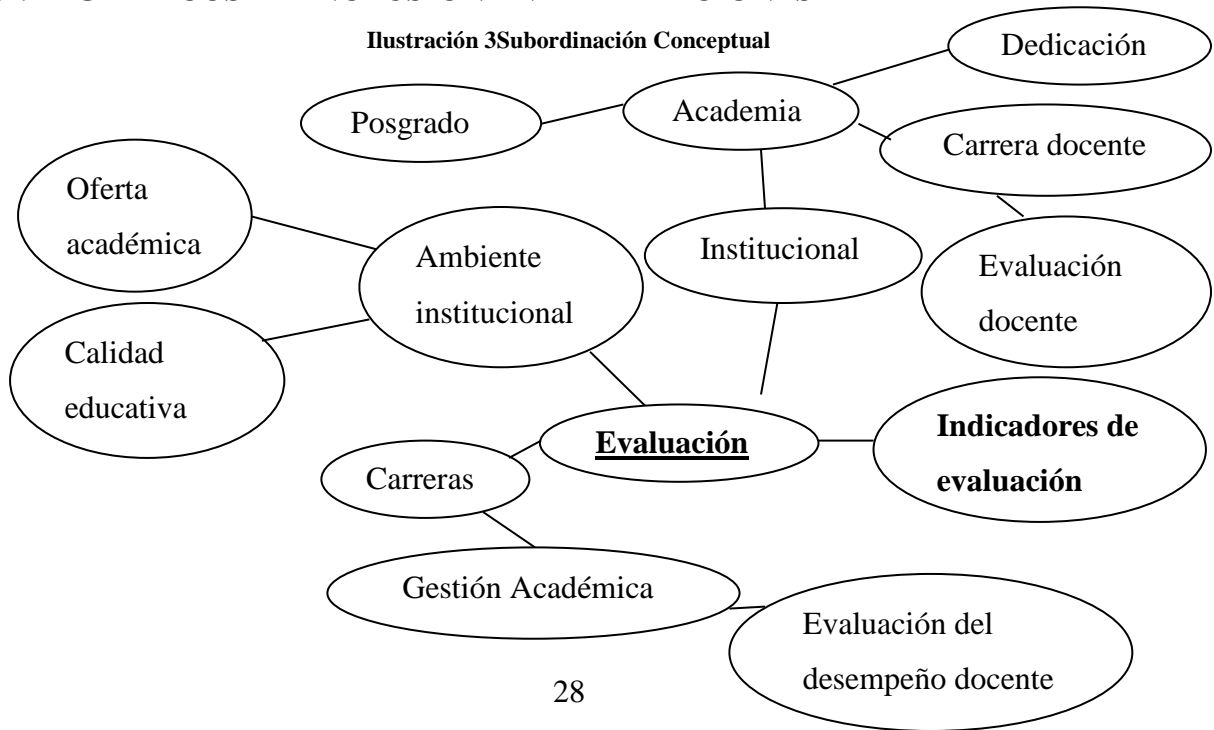 Ilustración 3Subordinación Conceptual
Dedicación
Academia
Posgrado
Carrera docente
Oferta
académica
Ambiente
institucional
Institucional
Evaluación
docente
Calidad
educativa
Evaluación
Indicadores de
evaluación
Carreras
Gestión Académica
Evaluación del
desempeño docente
28